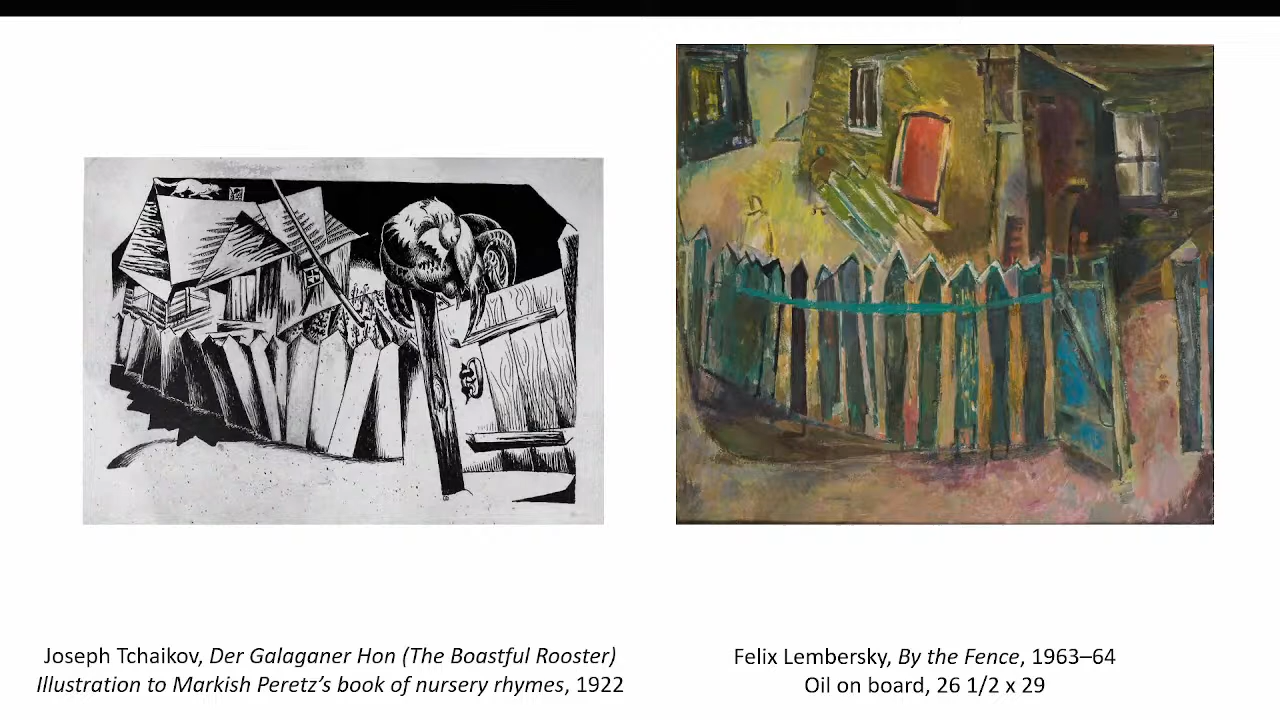 Joseph Tchaikov, Der Galaganer Hon (The Boastful Rooster)
Illustration to Markish Peretz’s book of nursery rhymes, 1922
Felix Lembersky, By the Fence, 1963–64
Oil on board, 26 1/2 x 29